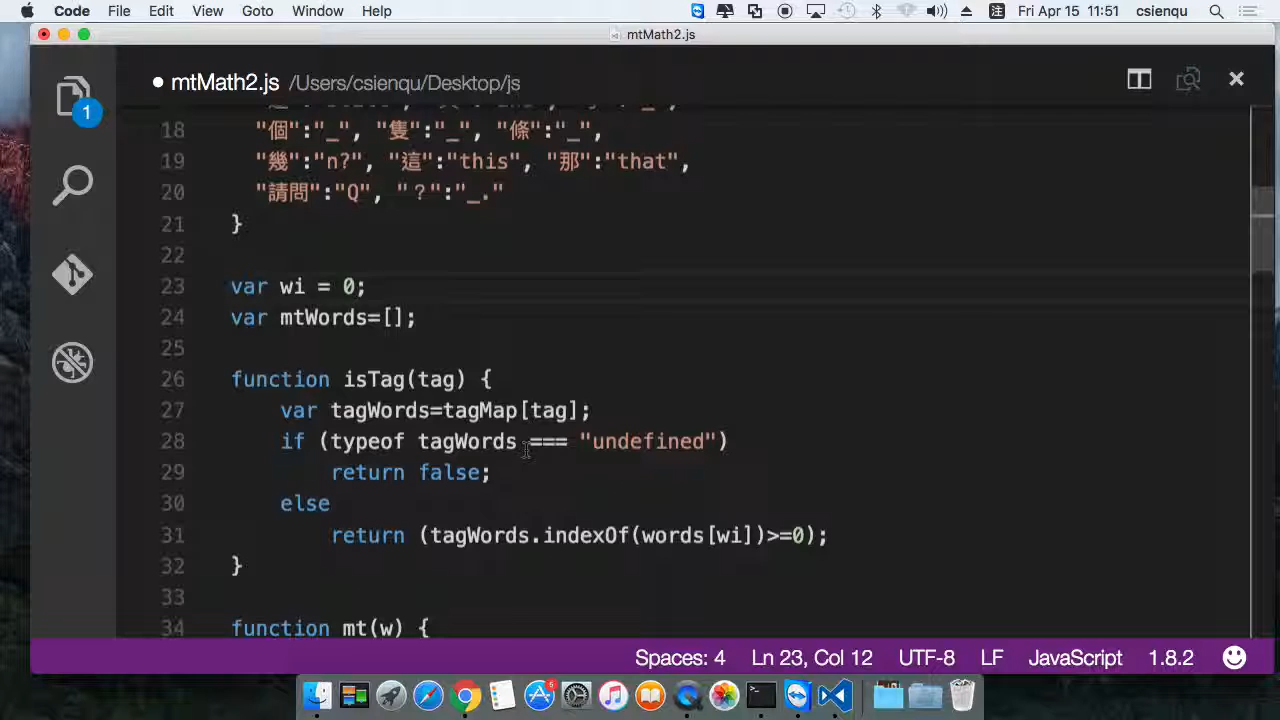 Code File Edit View Goto Window Help Fri Apr 15 11:51 csienqu
mtMath2.js
mtMath2.js /Users/csienqu/Desktop/js
1
18 "個":"_", "隻":"_", "條":"_",
19 "幾":"n?", "這":"this", "那":"that",
20 "請問":"Q", "？":"_."
21 }
22
23 var wi = 0;
24 var mtWords=[];
25
26 function isTag(tag) {
27 var tagWords=tagMap[tag];
28 if (typeof tagWords === "undefined")
29 return false;
30 else
31 return (tagWords.indexOf(words[wi])>=0);
32 }
33
34 function mt(w) {
Spaces: 4 Ln 23, Col 12 UTF-8 LF JavaScript 1.8.2